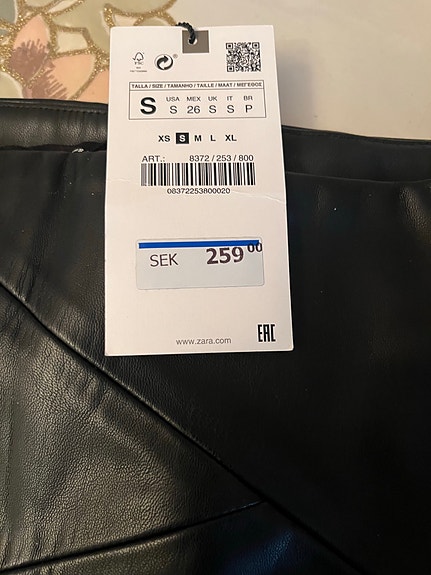 FSC
TALLA / SIZE / TAMANHO / TAILLE / MAAT / ΜΕΓΕΘΟΣ
S USA MEX UK IT BR
S 26 S S P
XS S M L XL
ART.: 8372 / 253 / 800
08372253800020
SEK 259 00
www.zara.com EAC